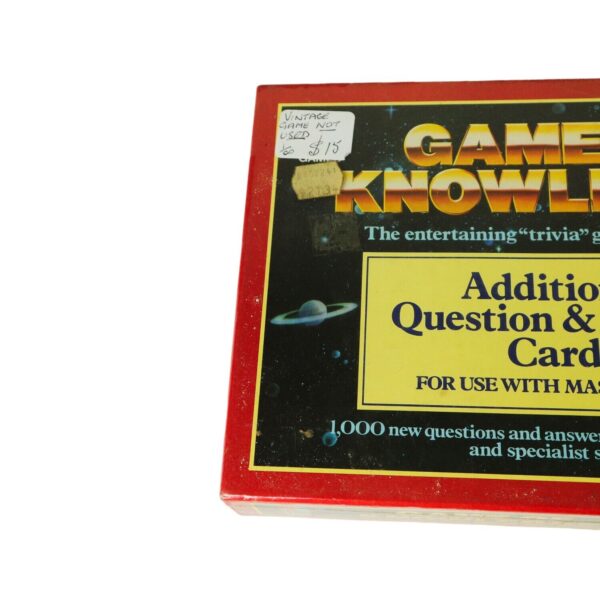 VINTAGE
GAME NOT
USED
$15
GAME
KNOWL
The entertaining "trivia" g
Additio
Question &
Card
FOR USE WITH MAS
1,000 new questions and answer
and specialist s